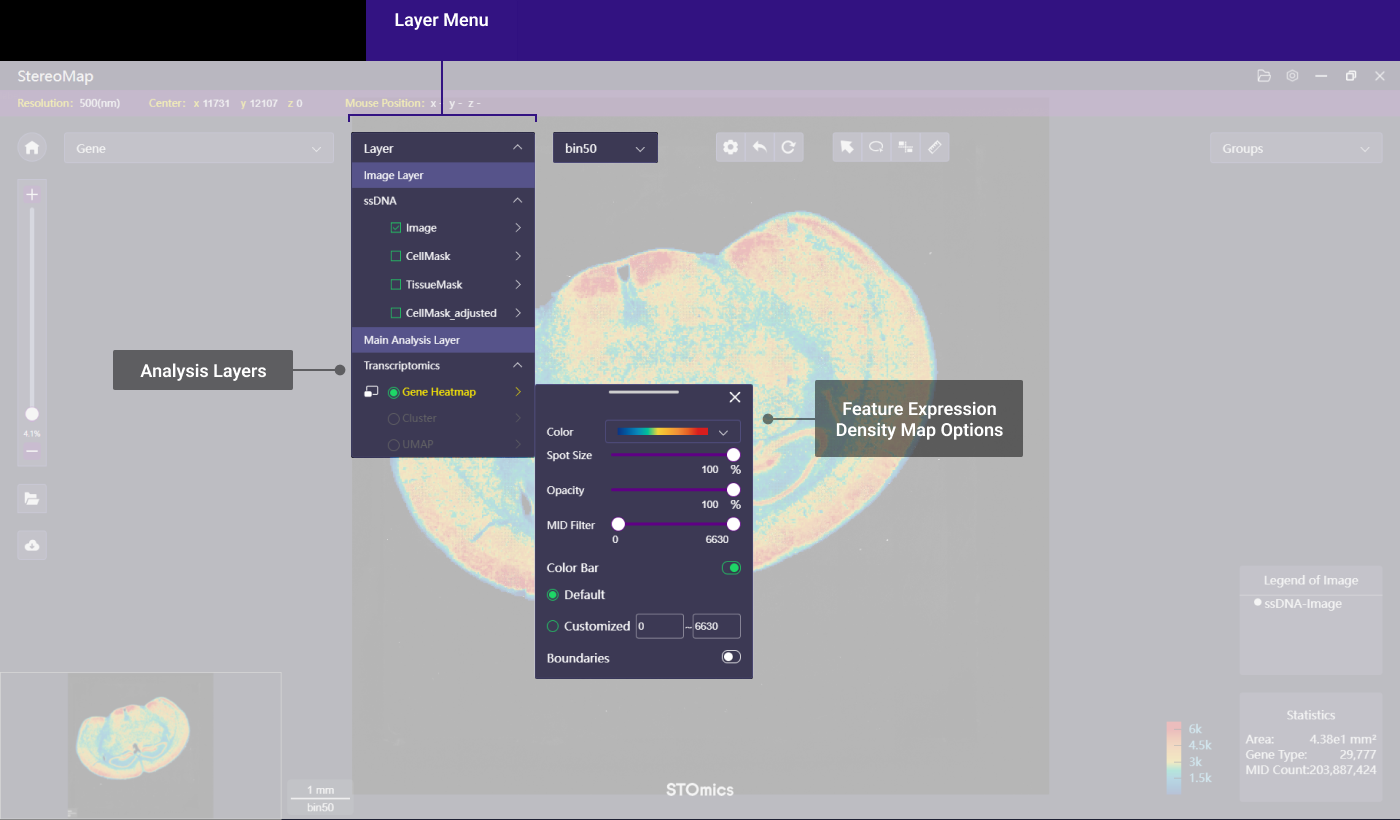 Layer Menu
StereoMap
Resolution: 500(nm) Center: x 11731 y 12107 z 0 Mouse Position: x - y - z -
Gene
Layer
bin50
Groups
Image Layer
ssDNA
Image
CellMask
TissueMask
CellMask_adjusted
Main Analysis Layer
Transcriptomics
Gene Heatmap
Cluster
UMAP
4.1%
Analysis Layers
Feature Expression
Density Map Options
Color
Spot Size
100 %
Opacity
100 %
MID Filter
0 6630
Color Bar
Default
Customized 0 ~ 6630
Boundaries
Legend of Image
ssDNA-Image
Statistics
Area: 4.38e1 mm²
Gene Type: 29,777
MID Count:203,887,424
6k
4.5k
3k
1.5k
1 mm
bin50
STOmics